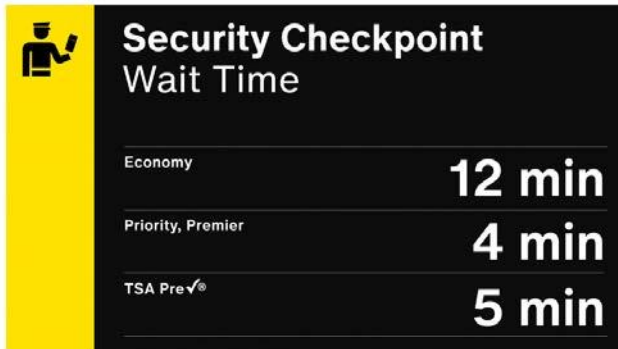 Security Checkpoint
Wait Time
Economy 12 min
Priority, Premier 4 min
TSA Pre✓® 5 min